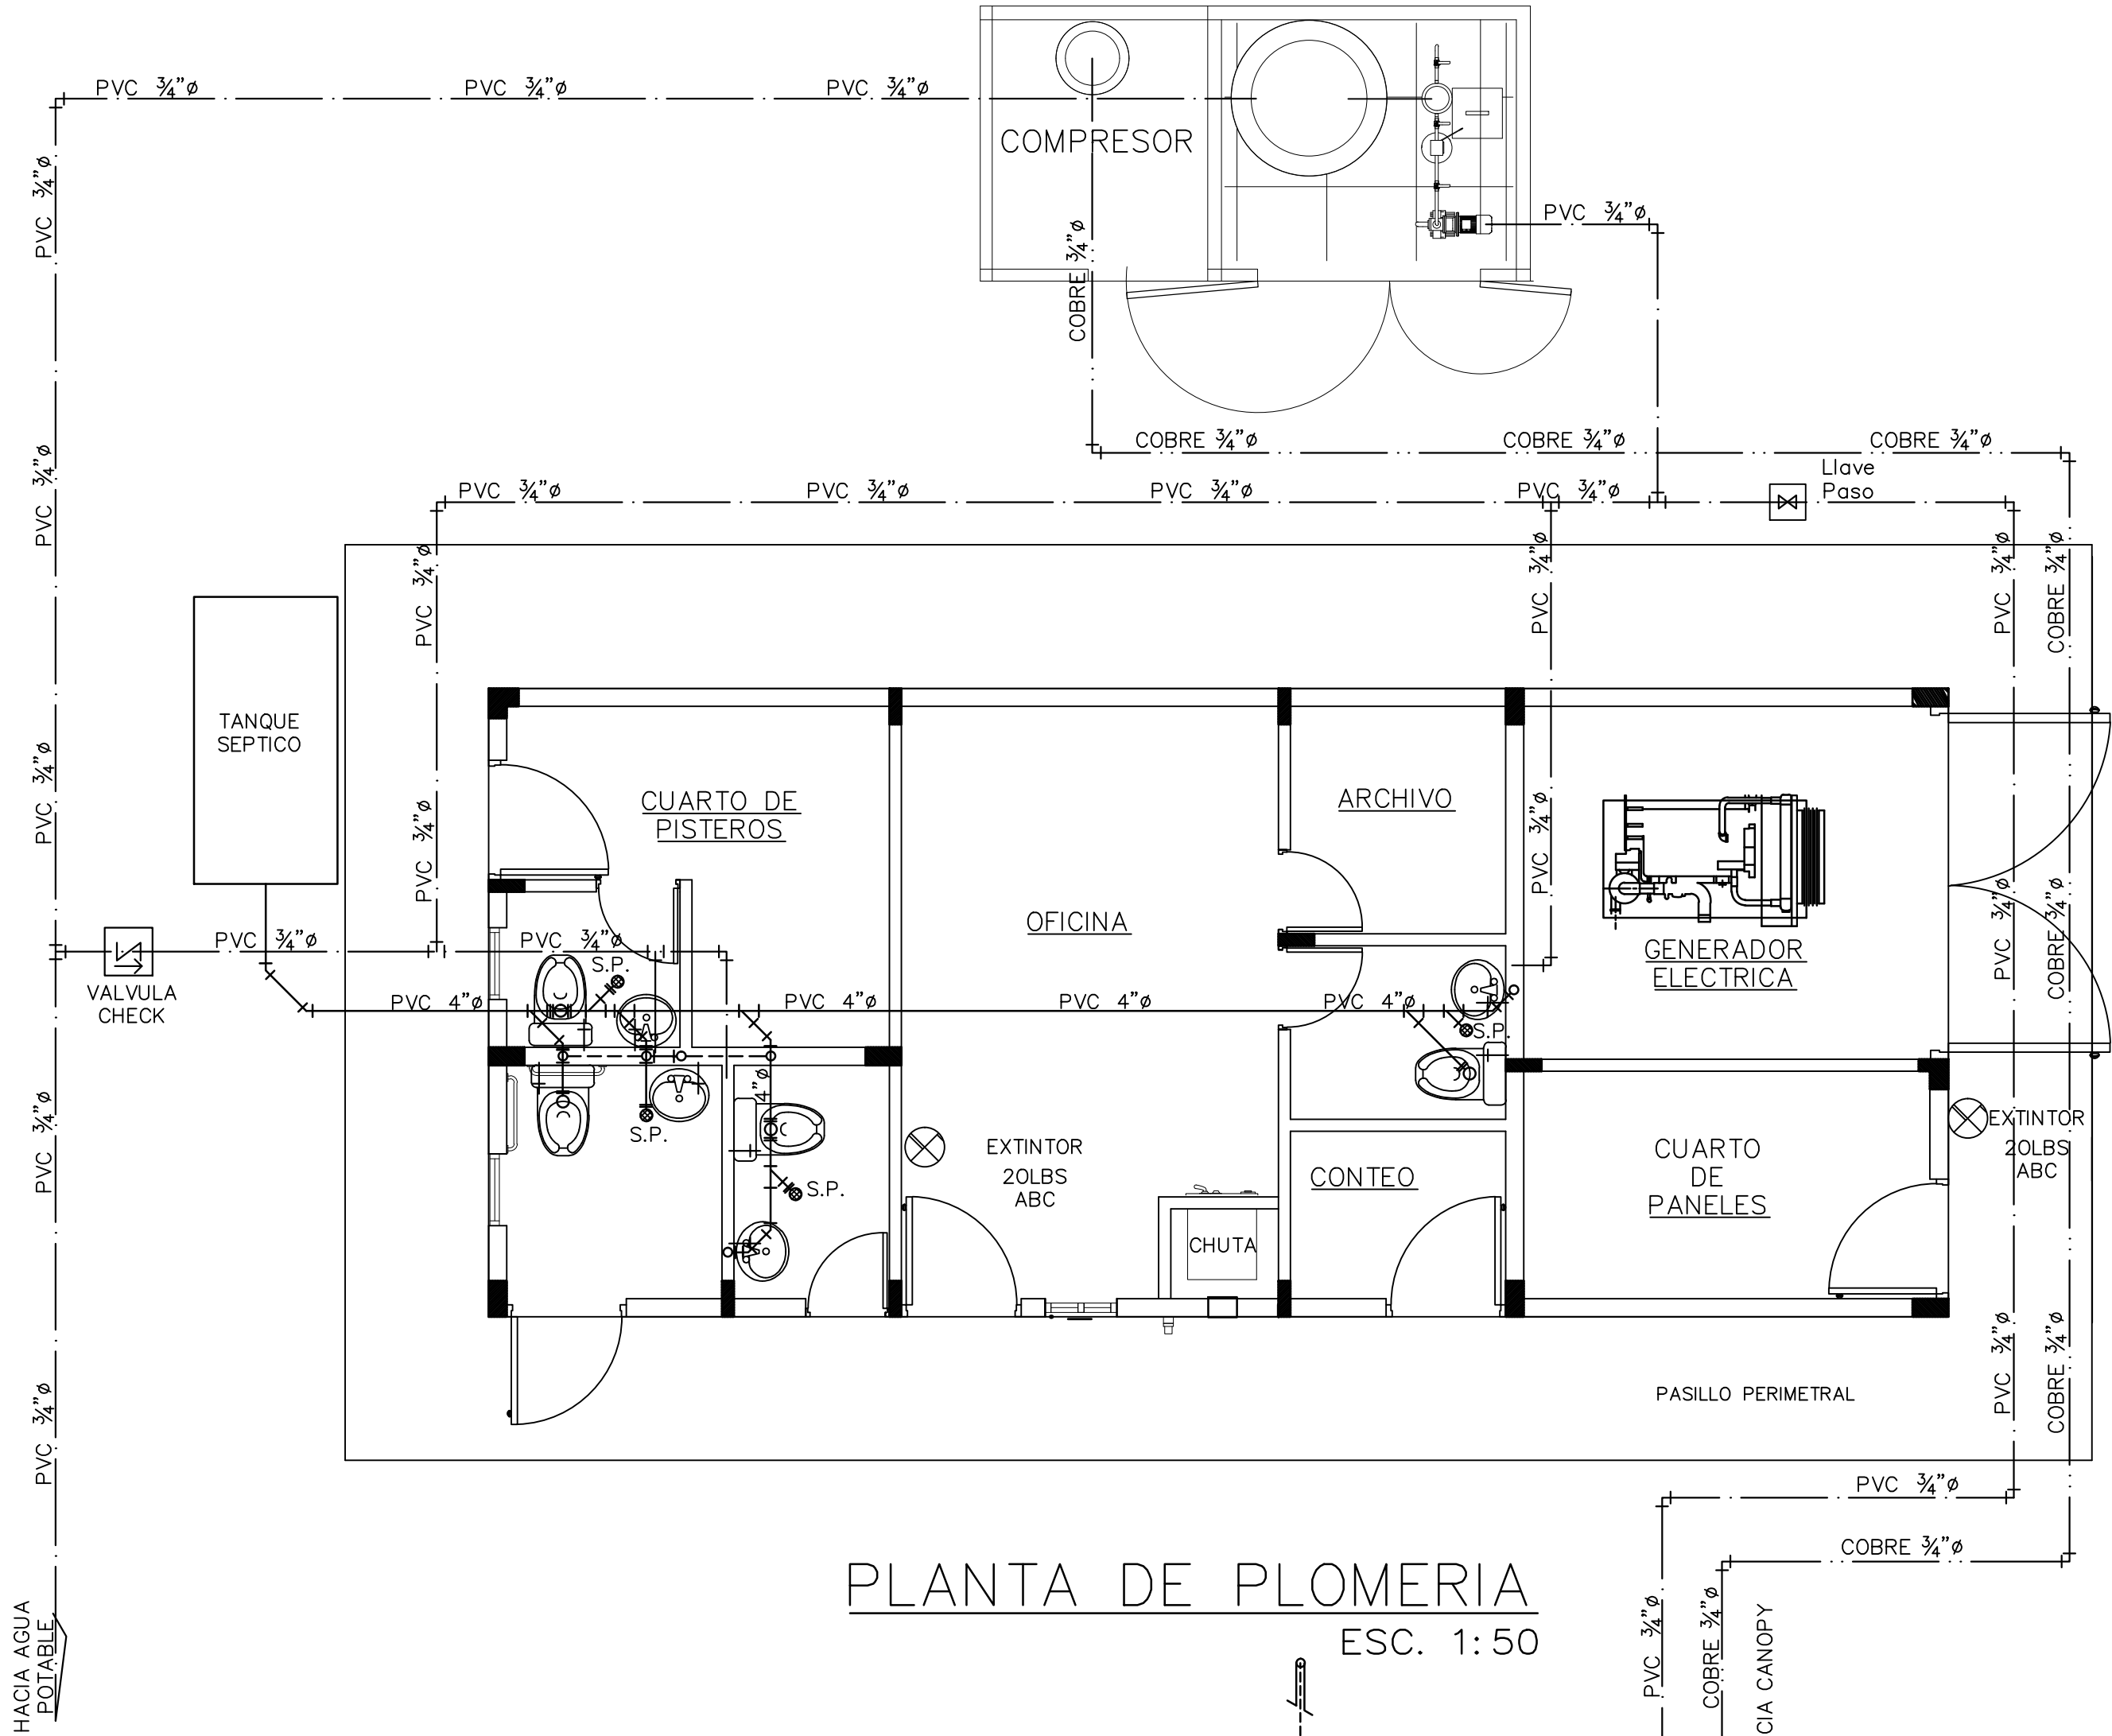 PVC 3/4"ø
PVC 3/4"ø
PVC 3/4"ø
COMPRESOR
PVC 3/4"ø
PVC 3/4"ø
COBRE 3/4"ø
COBRE 3/4"ø
COBRE 3/4"ø
COBRE 3/4"ø
Llave
Paso
PVC 3/4"ø
PVC 3/4"ø
PVC 3/4"ø
PVC 3/4"ø
PVC 3/4"ø
PVC 3/4"ø
PVC 3/4"ø
PVC 3/4"ø
COBRE 3/4"ø
TANQUE
SEPTICO
PVC 3/4"ø
PVC 3/4"ø
CUARTO DE
PISTEROS
ARCHIVO
PVC 3/4"ø
OFICINA
PVC 3/4"ø
COBRE 3/4"ø
GENERADOR
ELECTRICA
PVC 3/4"ø
PVC 3/4"ø
S.P.
VALVULA
CHECK
PVC 4"ø
PVC 4"ø
PVC 4"ø
PVC 4"ø
S.P.
4"ø
PVC 3/4"ø
S.P.
S.P.
EXTINTOR
20LBS
ABC
CONTEO
CHUTA
CUARTO
DE
PANELES
EXTINTOR
20LBS
ABC
PVC 3/4"ø
PVC 3/4"ø
COBRE 3/4"ø
PASILLO PERIMETRAL
PVC 3/4"ø
COBRE 3/4"ø
PLANTA DE PLOMERIA
ESC. 1:50
HACIA AGUA
POTABLE
PVC 3/4"ø
COBRE 3/4"ø
CIA CANOPY